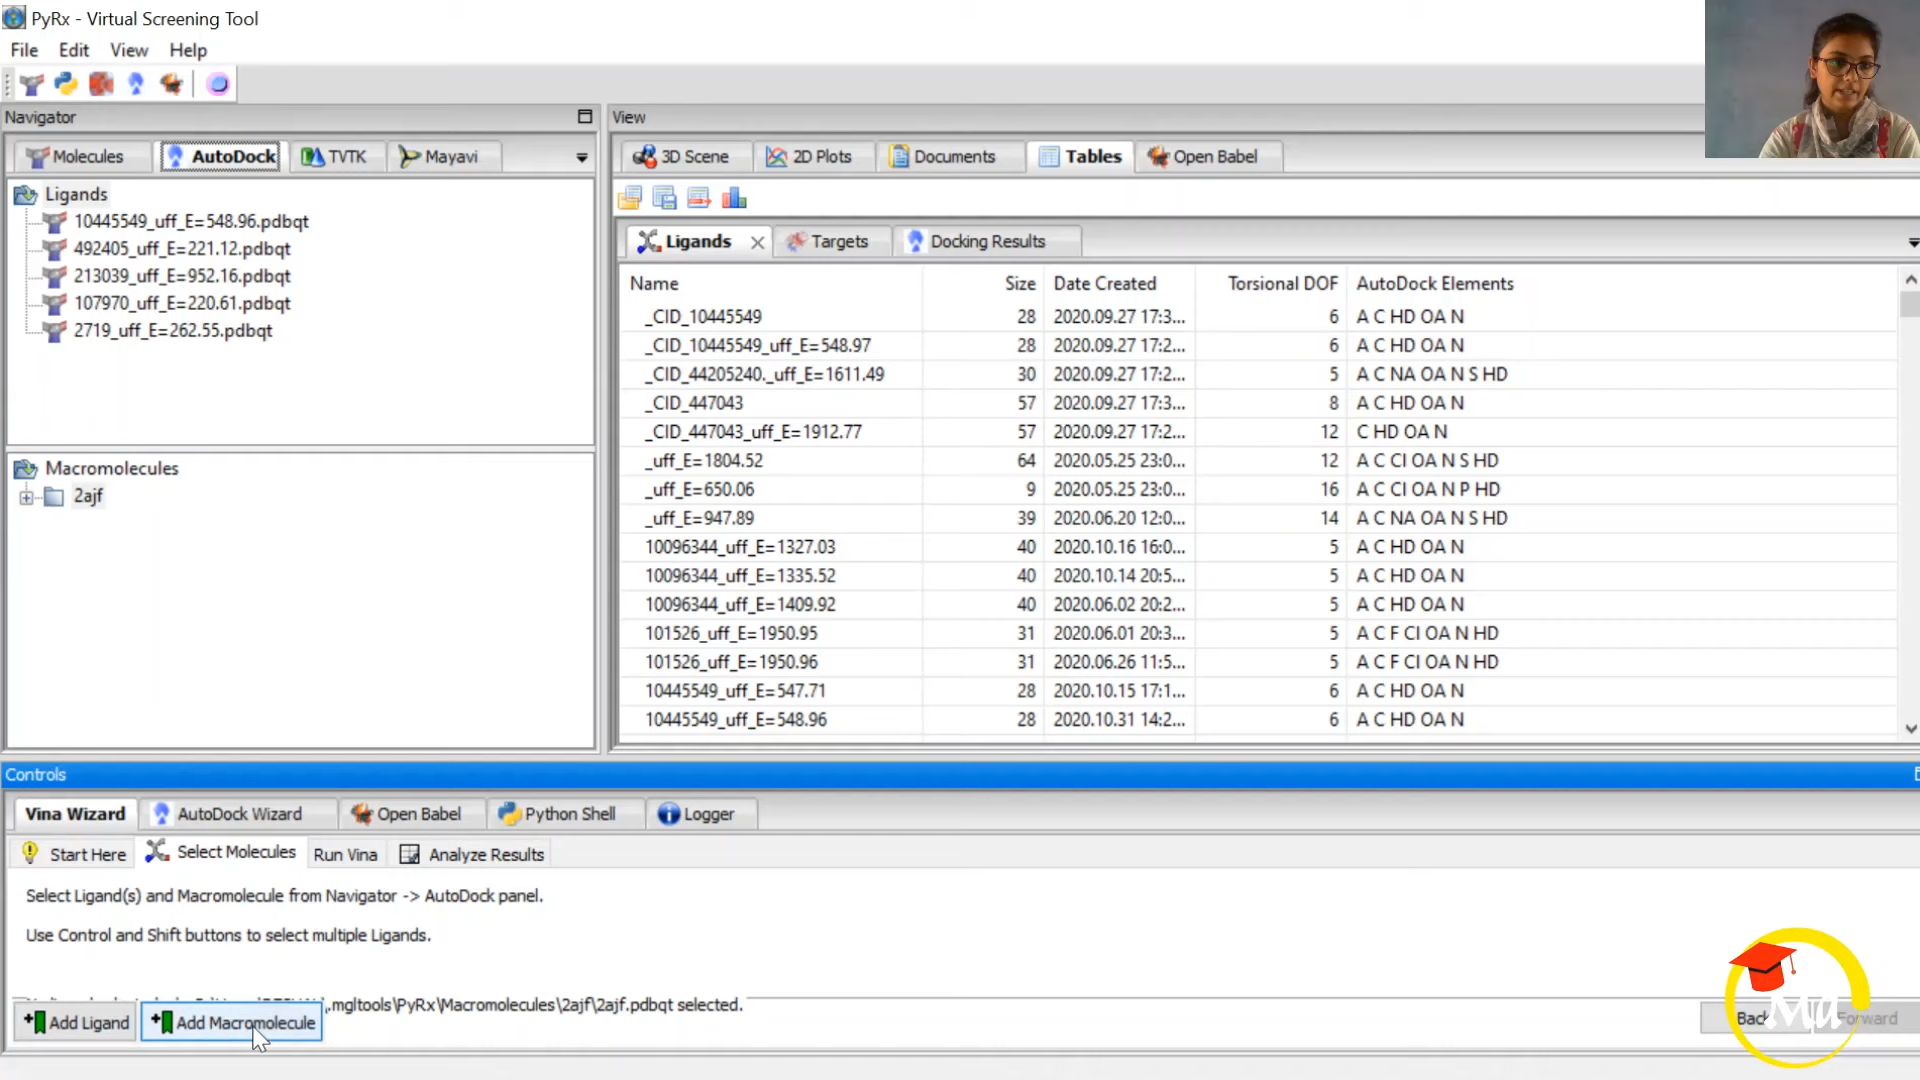 PyRx - Virtual Screening Tool
File Edit View Help
Navigator
Molecules AutoDock TVTK Mayavi
Ligands
10445549_uff_E=548.96.pdbqt
492405_uff_E=221.12.pdbqt
213039_uff_E=952.16.pdbqt
107970_uff_E=220.61.pdbqt
2719_uff_E=262.55.pdbqt
Macromolecules
2ajf
View
3D Scene 2D Plots Documents Tables Open Babel
Ligands Targets Docking Results
Name Size Date Created Torsional DOF AutoDock Elements
_CID_10445549 28 2020.09.27 17:3... 6 A C HD OA N
_CID_10445549_uff_E=548.97 28 2020.09.27 17:2... 6 A C HD OA N
_CID_44205240._uff_E=1611.49 30 2020.09.27 17:2... 5 A C NA OA N S HD
_CID_447043 57 2020.09.27 17:3... 8 A C HD OA N
_CID_447043_uff_E=1912.77 57 2020.09.27 17:2... 12 C HD OA N
_uff_E=1804.52 64 2020.05.25 23:0... 12 A C Cl OA N S HD
_uff_E=650.06 9 2020.05.25 23:0... 16 A C Cl OA N P HD
_uff_E=947.89 39 2020.06.20 12:0... 14 A C NA OA N S HD
10096344_uff_E=1327.03 40 2020.10.16 16:0... 5 A C HD OA N
10096344_uff_E=1335.52 40 2020.10.14 20:5... 5 A C HD OA N
10096344_uff_E=1409.92 40 2020.06.02 20:2... 5 A C HD OA N
101526_uff_E=1950.95 31 2020.06.01 20:3... 5 A C F Cl OA N HD
101526_uff_E=1950.96 31 2020.06.26 11:5... 5 A C F Cl OA N HD
10445549_uff_E=547.71 28 2020.10.15 17:1... 6 A C HD OA N
10445549_uff_E=548.96 28 2020.10.31 14:2... 6 A C HD OA N
Controls
Vina Wizard AutoDock Wizard Open Babel Python Shell Logger
Start Here Select Molecules Run Vina Analyze Results
Select Ligand(s) and Macromolecule from Navigator -> AutoDock panel.
Use Control and Shift buttons to select multiple Ligands.
.mgltools\PyRx\Macromolecules\2ajf\2ajf.pdbqt selected.
Add Ligand Add Macromolecule
Back Forward